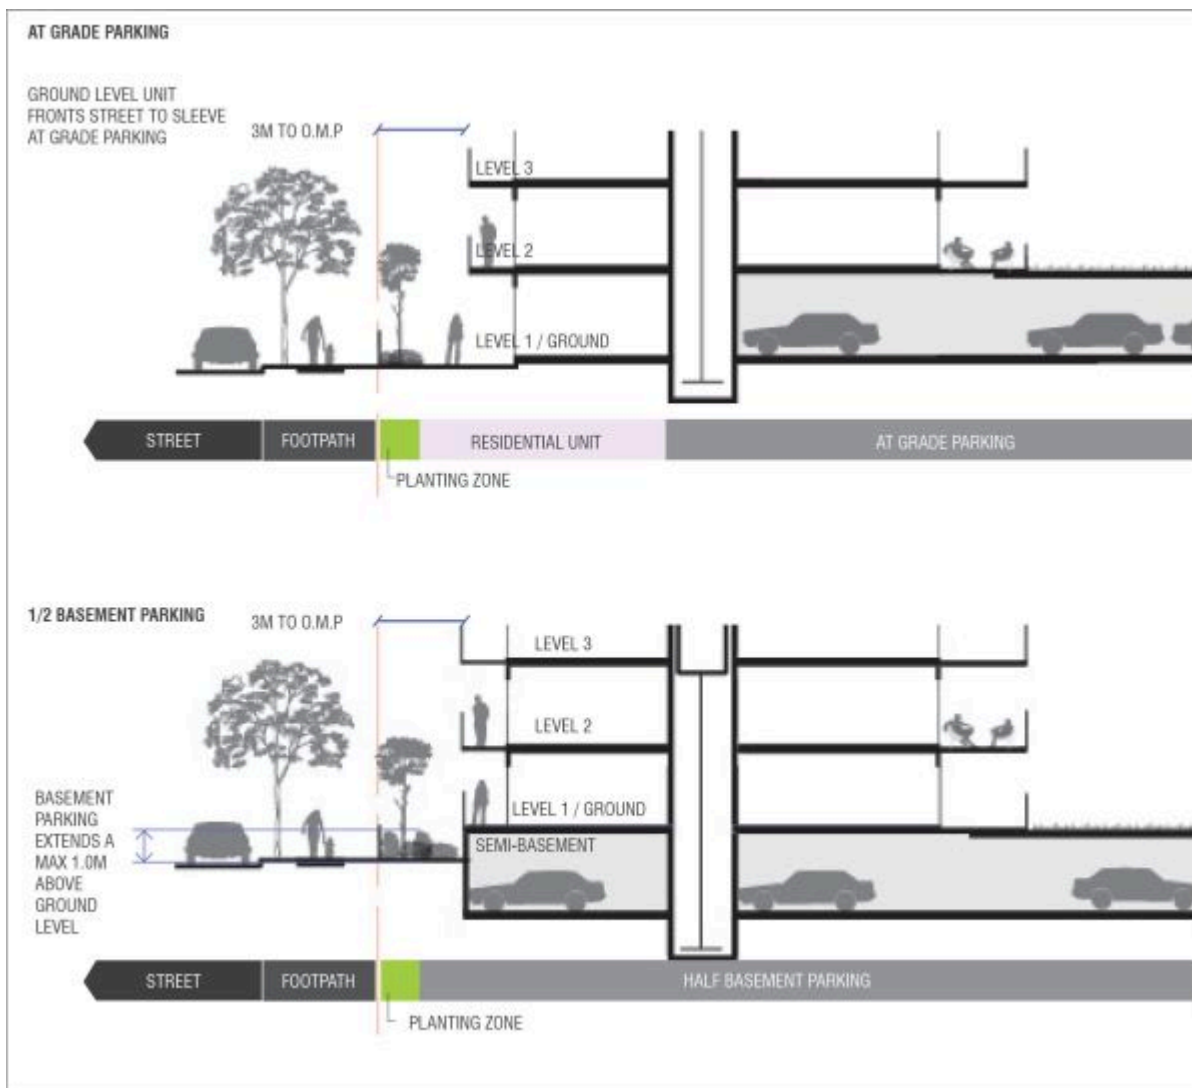 AT GRADE PARKING
GROUND LEVEL UNIT
FRONTS STREET TO SLEEVE
AT GRADE PARKING
3M TO O.M.P
LEVEL 3
LEVEL 2
LEVEL 1 / GROUND
STREET
FOOTPATH
RESIDENTIAL UNIT
AT GRADE PARKING
PLANTING ZONE
1/2 BASEMENT PARKING
3M TO O.M.P
LEVEL 3
LEVEL 2
LEVEL 1 / GROUND
SEMI-BASEMENT
BASEMENT
PARKING
EXTENDS A
MAX 1.0M
ABOVE
GROUND
LEVEL
STREET
FOOTPATH
HALF BASEMENT PARKING
PLANTING ZONE